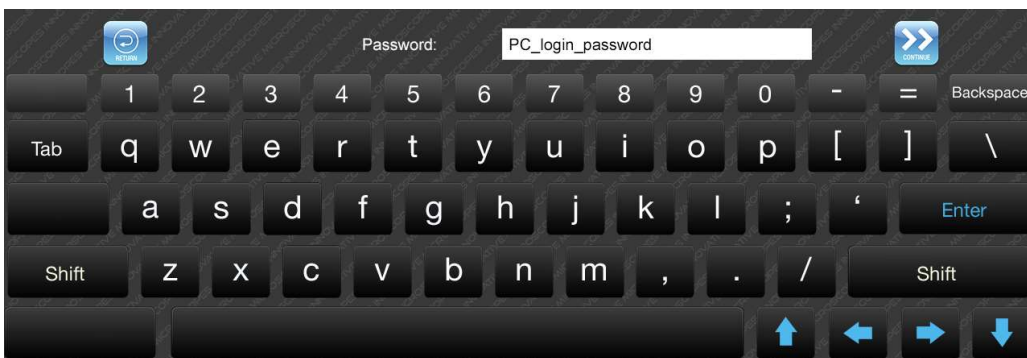 RETURN
Password:
PC_login_password
CONTINUE
1 2 3 4 5 6 7 8 9 0 - = Backspace
Tab q w e r t y u i o p [ ] \
a s d f g h j k l ; ‘ Enter
Shift z x c v b n m , . / Shift